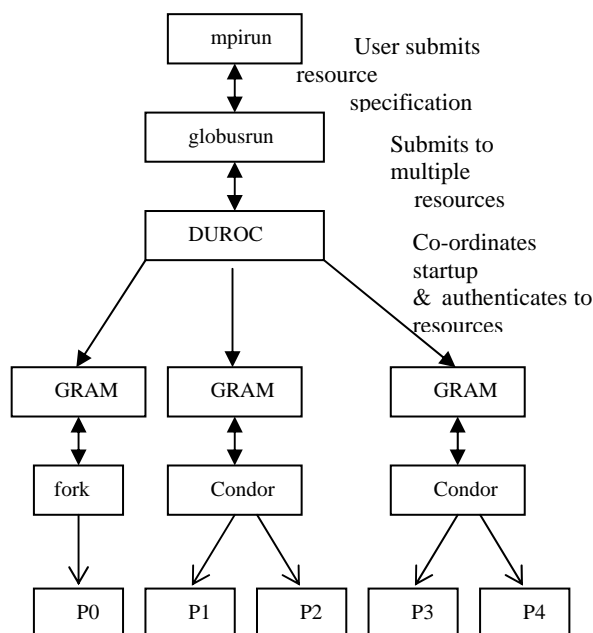 mpirun
User submits
resource
specification
globusrun
Submits to
multiple
resources
DUROC
Co-ordinates
startup
& authenticates to
resources
GRAM
GRAM
GRAM
fork
Condor
Condor
P0
P1
P2
P3
P4